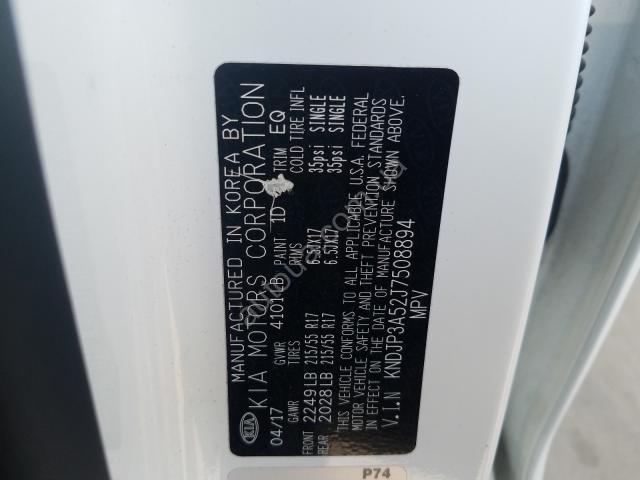 MANUFACTURED IN KOREA BY
KIA KIA MOTORS CORPORATION
04/17 GVWR 4101LB PAINT 1D TRIM EQ
GAWR TIRES RIMS COLD TIRE INFL
FRONT 2249LB 215/55 R17 6.5JX17 35psi SINGLE
REAR 2028LB 215/55 R17 6.5JX17 35psi SINGLE
THIS VEHICLE CONFORMS TO ALL APPLICABLE U.S.A. FEDERAL
MOTOR VEHICLE SAFETY AND THEFT PREVENTION STANDARDS
IN EFFECT ON THE DATE OF MANUFACTURE SHOWN ABOVE.
V.I.N KNDJP3A52J7508894
MPV
P74